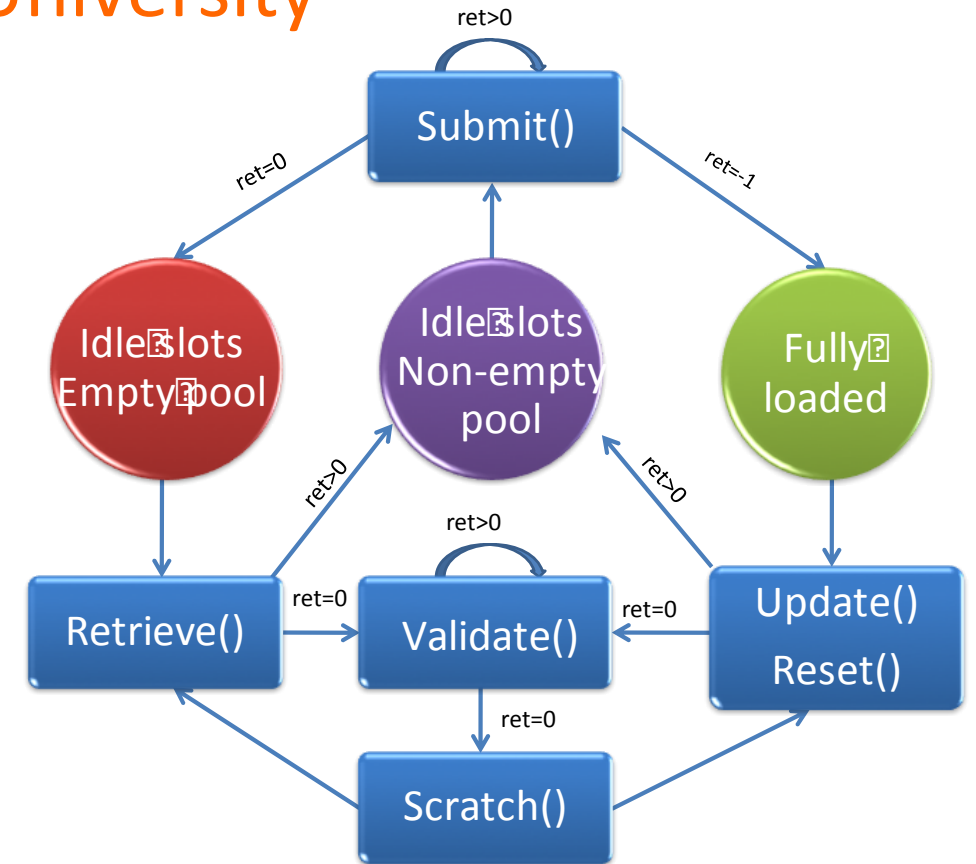 University
ret>0
Submit()
ret=0
ret=-1
Idle slots
Empty pool
Idle slots
Non-empty
pool
Fully
loaded
ret>0
ret>0
ret>0
Retrieve()
ret=0
Validate()
ret=0
Update()
Reset()
ret=0
Scratch()